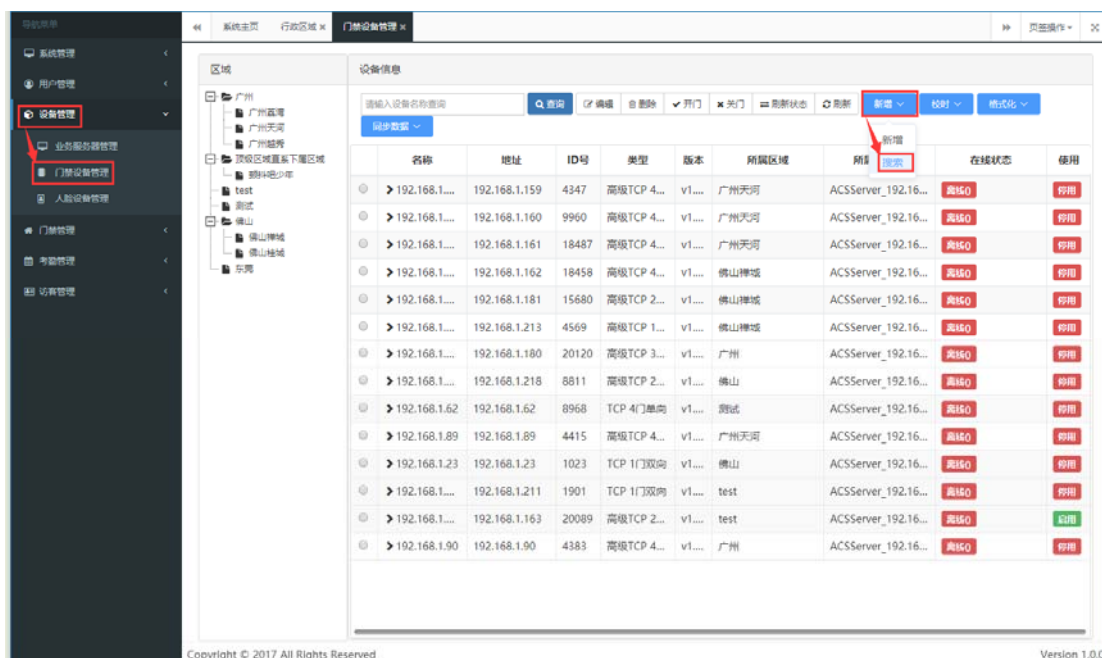 导航菜单
系统管理
用户管理
设备管理
业务服务器管理
门禁设备管理
人脸设备管理
门禁管理
考勤管理
访客管理
系统主页 行政区域 门禁设备管理 页签操作
区域
广州
广州荔湾
广州天河
广州越秀
顶级区域直系下属区域
颤抖吧少年
test
测试
佛山
佛山禅城
佛山桂城
东莞
设备信息
请输入设备名称查询 查询 编辑 删除 开门 关门 刷新状态 刷新 新增 校时 格式化
同步数据
新增
搜索
名称 地址 ID号 类型 版本 所属区域 所属 在线状态 使用
192.168.1.... 192.168.1.159 4347 高级TCP 4... v1.... 广州天河 ACSServer_192.16... 离线0 停用
192.168.1.... 192.168.1.160 9960 高级TCP 4... v1.... 广州天河 ACSServer_192.16... 离线0 停用
192.168.1.... 192.168.1.161 18487 高级TCP 4... v1.... 广州天河 ACSServer_192.16... 离线0 停用
192.168.1.... 192.168.1.162 18458 高级TCP 4... v1.... 佛山禅城 ACSServer_192.16... 离线0 停用
192.168.1.... 192.168.1.181 15680 高级TCP 2... v1.... 佛山禅城 ACSServer_192.16... 离线0 停用
192.168.1.... 192.168.1.213 4569 高级TCP 1... v1.... 佛山禅城 ACSServer_192.16... 离线0 停用
192.168.1.... 192.168.1.180 20120 高级TCP 3... v1.... 广州 ACSServer_192.16... 离线0 停用
192.168.1.... 192.168.1.218 8811 高级TCP 2... v1.... 佛山 ACSServer_192.16... 离线0 停用
192.168.1.62 192.168.1.62 8968 TCP 4门单向 v1.... 测试 ACSServer_192.16... 离线0 停用
192.168.1.89 192.168.1.89 4415 高级TCP 4... v1.... 广州天河 ACSServer_192.16... 离线0 停用
192.168.1.23 192.168.1.23 1023 TCP 1门双向 v1.... 佛山 ACSServer_192.16... 离线0 停用
192.168.1.... 192.168.1.211 1901 TCP 1门双向 v1.... test ACSServer_192.16... 离线0 停用
192.168.1.... 192.168.1.163 20089 高级TCP 2... v1.... test ACSServer_192.16... 离线0 启用
192.168.1.90 192.168.1.90 4383 高级TCP 4... v1.... 广州 ACSServer_192.16... 离线0 停用
Copyright © 2017 All Rights Reserved Version 1.0.0